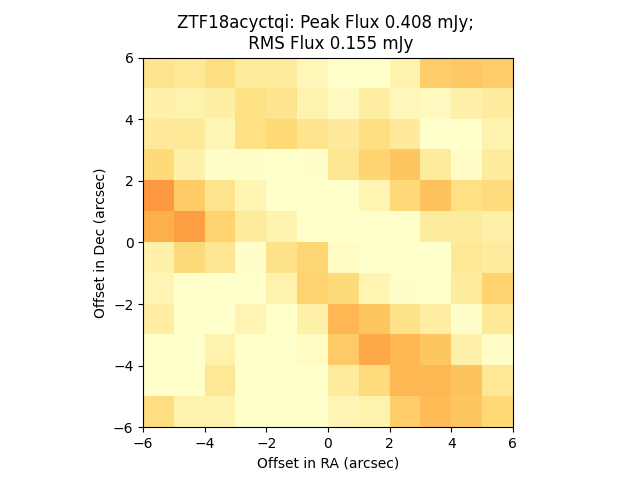 ZTF18acyctqi: Peak Flux 0.408 mJy;
RMS Flux 0.155 mJy
6
4
2
0
−2
−4
−6
Offset in Dec (arcsec)
−6 −4 −2 0 2 4 6
Offset in RA (arcsec)